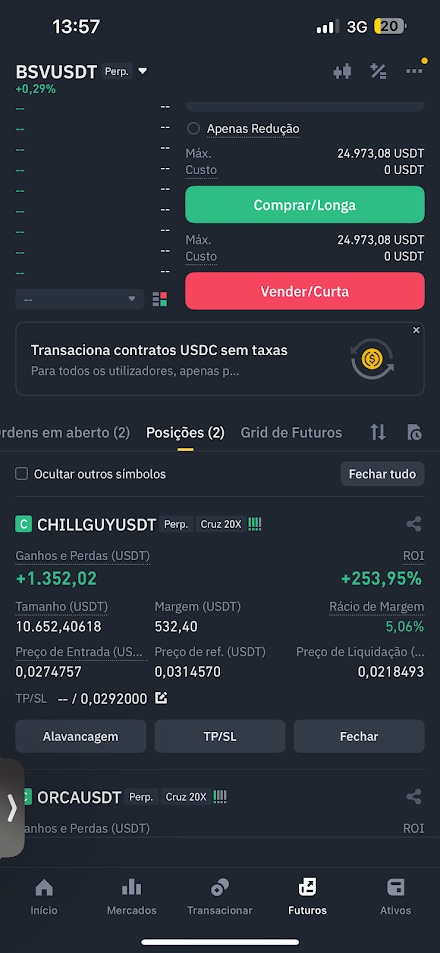 13:57
3G
20
BSVUSDT Perp.
+0,29%
-- --
-- -- Apenas Redução
-- -- Máx. 24.973,08 USDT
-- -- Custo 0 USDT
-- -- Comprar/Longa
-- --
-- -- Máx. 24.973,08 USDT
-- -- Custo 0 USDT
-- --
-- Vender/Curta
Transaciona contratos USDC sem taxas
Para todos os utilizadores, apenas p...
rdens em aberto (2) Posições (2) Grid de Futuros
Ocultar outros símbolos Fechar tudo
C CHILLGUYUSDT Perp. Cruz 20X
Ganhos e Perdas (USDT) ROI
+1.352,02 +253,95%
Tamanho (USDT) Margem (USDT) Rácio de Margem
10.652,40618 532,40 5,06%
Preço de Entrada (US... Preço de ref. (USDT) Preço de Liquidação (...
0,0274757 0,0314570 0,0218493
TP/SL -- / 0,0292000
Alavancagem TP/SL Fechar
C ORCAUSDT Perp. Cruz 20X
anhos e Perdas (USDT) ROI
Início Mercados Transacionar Futuros Ativos